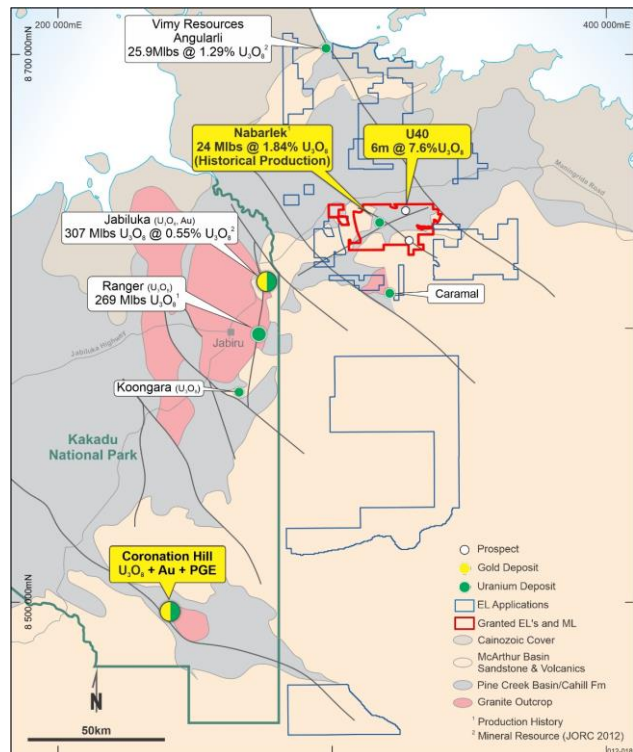 200 000mE
400 000mE
8 700 000mN
Vimy Resources
Angularli
25.9Mlbs @ 1.29% U₃O₈²
Nabarlek¹
24 Mlbs @ 1.84% U₃O₈
(Historical Production)
U40
6m @ 7.6%U₃O₈
Maningrida Road
Jabiluka (U₃O₈, Au)
307 Mlbs U₃O₈ @ 0.55% U₃O₈²
Ranger (U₃O₈)
269 Mlbs U₃O₈¹
Caramal
Jabiru
Jabiluka Highway
Koongara (U₃O₈)
Kakadu
National Park
Coronation Hill
U₃O₈ + Au + PGE
8 500 000mN
Prospect
Gold Deposit
Uranium Deposit
EL Applications
Granted EL's and ML
Cainozoic Cover
McArthur Basin
Sandstone & Volcanics
Pine Creek Basin/Cahill Fm
Granite Outcrop
¹ Production History
² Mineral Resource (JORC 2012)
N
50km
012-018